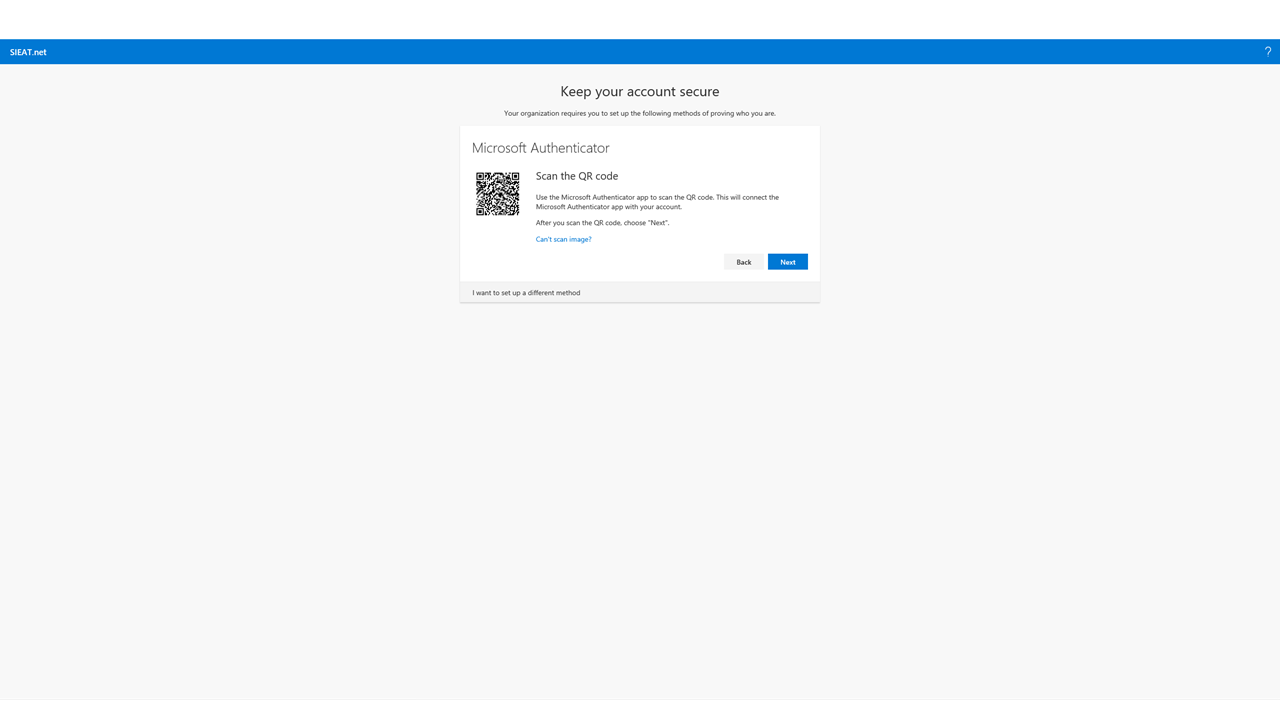 SIEAT.net
?
Keep your account secure
Your organization requires you to set up the following methods of proving who you are.
Microsoft Authenticator
Scan the QR code
Use the Microsoft Authenticator app to scan the QR code. This will connect the
Microsoft Authenticator app with your account.
After you scan the QR code, choose "Next".
Can't scan image?
Back
Next
I want to set up a different method